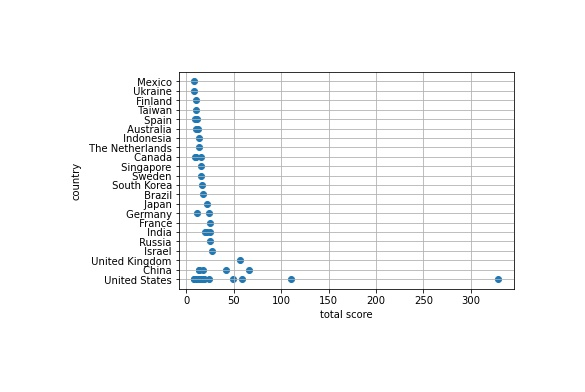 Mexico
Ukraine
Finland
Taiwan
Spain
Australia
Indonesia
The Netherlands
Canada
Singapore
Sweden
South Korea
Brazil
Japan
Germany
France
India
Russia
Israel
United Kingdom
China
United States
country
0 50 100 150 200 250 300
total score